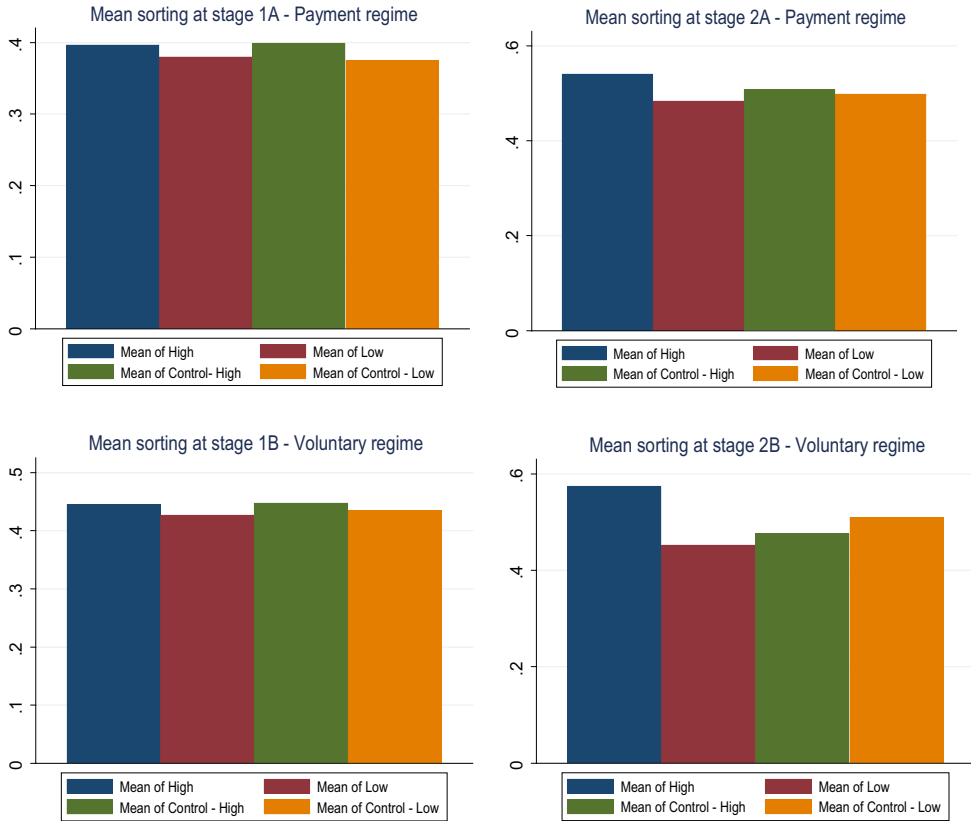 Mean sorting at stage 1A - Payment regime
.4
.3
.2
.1
0
Mean of High
Mean of Low
Mean of Control- High
Mean of Control - Low
Mean sorting at stage 2A - Payment regime
.6
.4
.2
0
Mean of High
Mean of Low
Mean of Control - High
Mean of Control - Low
Mean sorting at stage 1B - Voluntary regime
.5
.4
.3
.2
.1
0
Mean of High
Mean of Low
Mean of Control - High
Mean of Control - Low
Mean sorting at stage 2B - Voluntary regime
.6
.4
.2
0
Mean of High
Mean of Low
Mean of Control - High
Mean of Control - Low